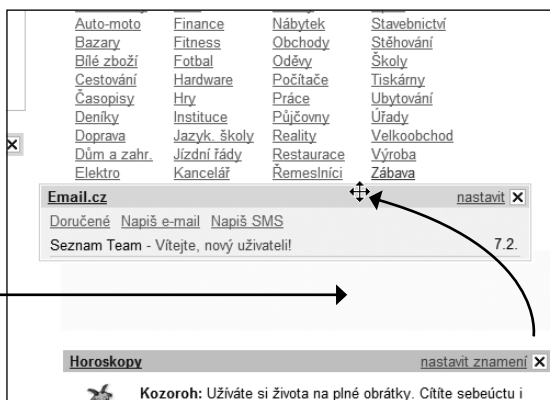 Auto-moto Finance Nábytek Stavebnictví
Bazary Fitness Obchody Stěhování
Bílé zboží Fotbal Oděvy Školy
Cestování Hardware Počítače Tiskárny
Časopisy Hry Práce Ubytování
Deníky Instituce Půjčovny Úřady
Doprava Jazyk. školy Reality Velkoobchod
Dům a zahr. Jízdní řády Restaurace Výroba
Elektro Kancelář Řemeslníci Zábava
Email.cz nastavit
Doručené Napiš e-mail Napiš SMS
Seznam Team - Vítejte, nový uživateli! 7.2.
Horoskopy nastavit znamení
Kozoroh: Užíváte si života na plné obrátky. Cítíte sebeúctu i